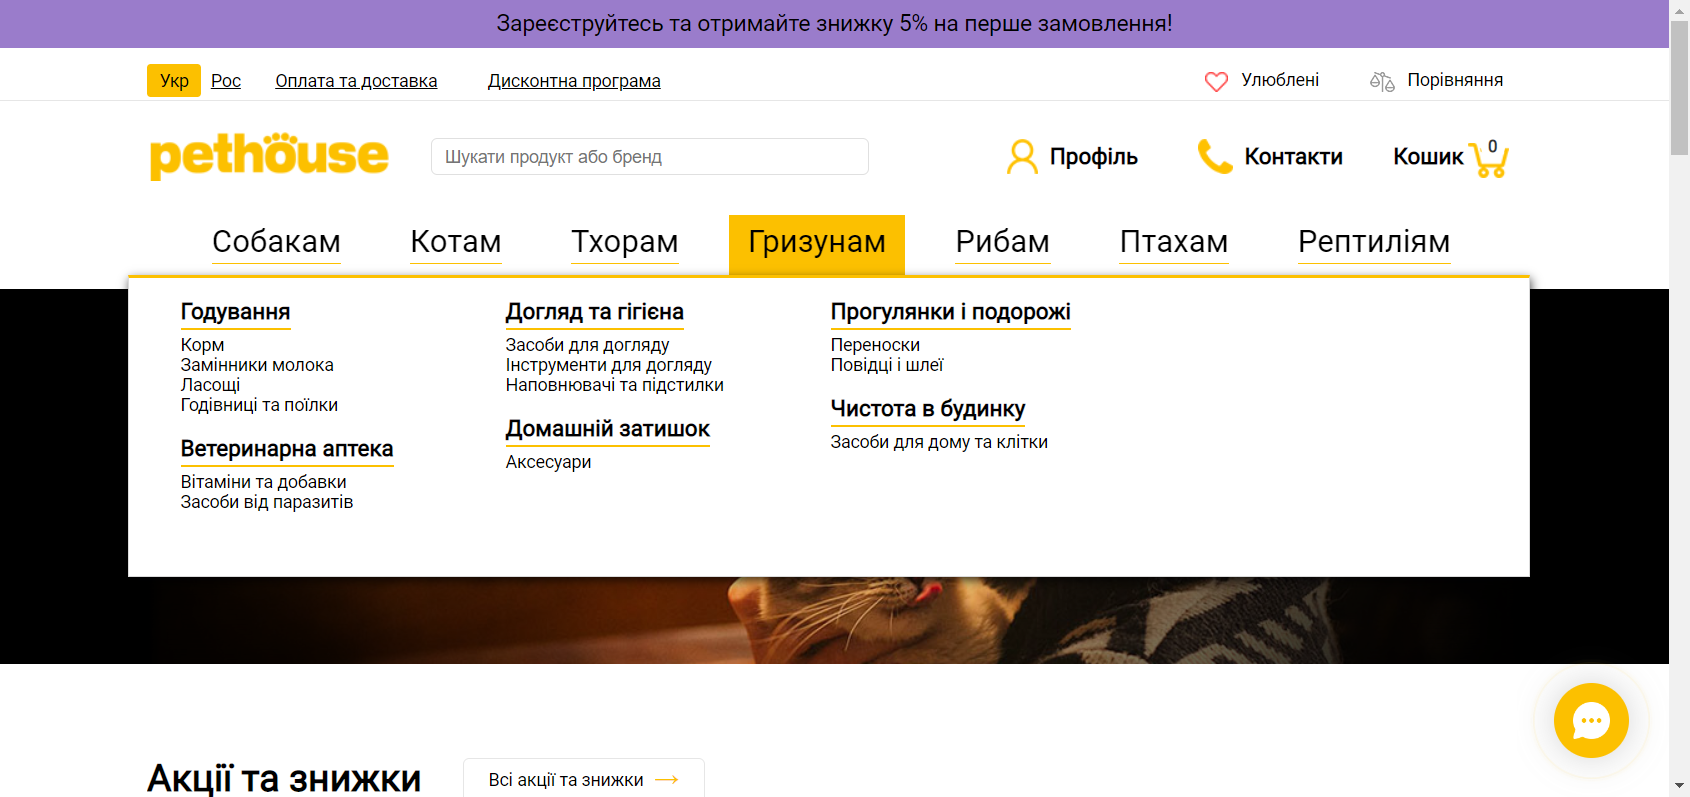 Зареєструйтесь та отримайте знижку 5% на перше замовлення!
Укр Рос Оплата та доставка Дисконтна програма Улюблені Порівняння
pethouse Шукати продукт або бренд Профіль Контакти Кошик 0
Собакам Котам Тхорам Гризунам Рибам Птахам Рептиліям
Годування
Корм
Замінники молока
Ласощі
Годівниці та поїлки
Ветеринарна аптека
Вітаміни та добавки
Засоби від паразитів
Догляд та гігієна
Засоби для догляду
Інструменти для догляду
Наповнювачі та підстилки
Домашній затишок
Аксесуари
Прогулянки і подорожі
Переноски
Повідці і шлеї
Чистота в будинку
Засоби для дому та клітки
Акції та знижки Всі акції та знижки